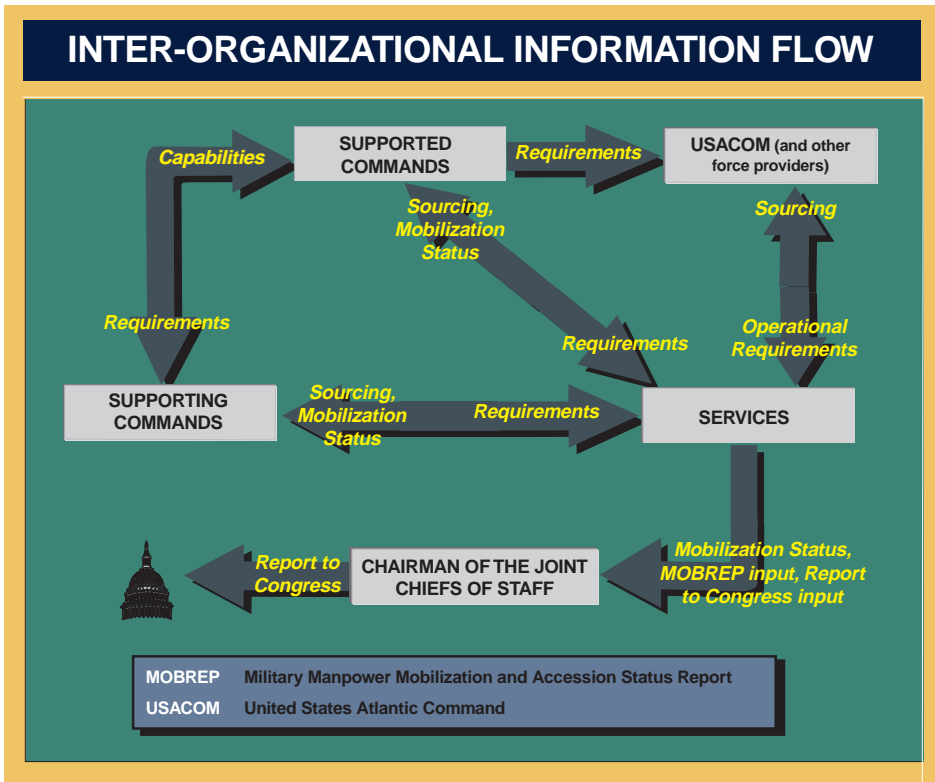 INTER-ORGANIZATIONAL INFORMATION FLOW
Capabilities
SUPPORTED
COMMANDS
Requirements
USACOM (and other
force providers)
Sourcing,
Mobilization
Status
Sourcing
Requirements
Requirements
Operational
Requirements
SUPPORTING
COMMANDS
Sourcing,
Mobilization
Status
Requirements
SERVICES
Report to
Congress
CHAIRMAN OF THE JOINT
CHIEFS OF STAFF
Mobilization Status,
MOBREP input, Report
to Congress input
MOBREP Military Manpower Mobilization and Accession Status Report
USACOM United States Atlantic Command